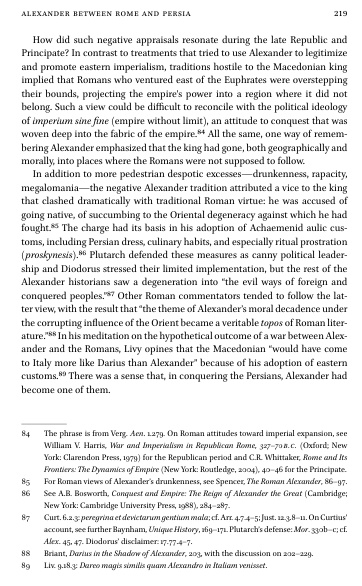 ALEXANDER BETWEEN ROME AND PERSIA 219
How did such negative appraisals resonate during the late Republic and
Principate? In contrast to treatments that tried to use Alexander to legitimize
and promote eastern imperialism, traditions hostile to the Macedonian king
implied that Romans who ventured east of the Euphrates were overstepping
their bounds, projecting the empire's power into a region where it did not
belong. Such a view could be difficult to reconcile with the political ideology
of imperium sine fine (empire without limit), an attitude to conquest that was
woven deep into the fabric of the empire.84 All the same, one way of remem-
bering Alexander emphasized that the king had gone, both geographically and
morally, into places where the Romans were not supposed to follow.
In addition to more pedestrian despotic excesses—drunkenness, rapacity,
megalomania—the negative Alexander tradition attributed a vice to the king
that clashed dramatically with traditional Roman virtue: he was accused of
going native, of succumbing to the Oriental degeneracy against which he had
fought.85 The charge had its basis in his adoption of Achaemenid aulic cus-
toms, including Persian dress, culinary habits, and especially ritual prostration
(proskynesis).86 Plutarch defended these measures as canny political leader-
ship and Diodorus stressed their limited implementation, but the rest of the
Alexander historians saw a degeneration into "the evil ways of foreign and
conquered peoples."87 Other Roman commentators tended to follow the lat-
ter view, with the result that "the theme of Alexander's moral decadence under
the corrupting influence of the Orient became a veritable topos of Roman liter-
ature."88 In his meditation on the hypothetical outcome of a war between Alex-
ander and the Romans, Livy opines that the Macedonian "would have come
to Italy more like Darius than Alexander" because of his adoption of eastern
customs.89 There was a sense that, in conquering the Persians, Alexander had
become one of them.
84 The phrase is from Verg. Aen. 1.279. On Roman attitudes toward imperial expansion, see
William V. Harris, War and Imperialism in Republican Rome, 327–70 B.C. (Oxford; New
York: Clarendon Press, 1979) for the Republican period and C.R. Whittaker, Rome and Its
Frontiers: The Dynamics of Empire (New York: Routledge, 2004), 40–46 for the Principate.
85 For Roman views of Alexander's drunkenness, see Spencer, The Roman Alexander, 86–97.
86 See A.B. Bosworth, Conquest and Empire: The Reign of Alexander the Great (Cambridge;
New York: Cambridge University Press, 1988), 284–287.
87 Curt. 6.2.3: peregrina et devictarum gentium mala; cf. Arr. 4.7.4–5; Just. 12.3.8–11. On Curtius'
account, see further Baynham, Unique History, 169–171. Plutarch's defense: Mor. 330b–c; cf.
Alex. 45, 47. Diodorus' disclaimer: 17.77.4–7.
88 Briant, Darius in the Shadow of Alexander, 203, with the discussion on 202–229.
89 Liv. 9.18.3: Dareo magis similis quam Alexandro in Italiam venisset.